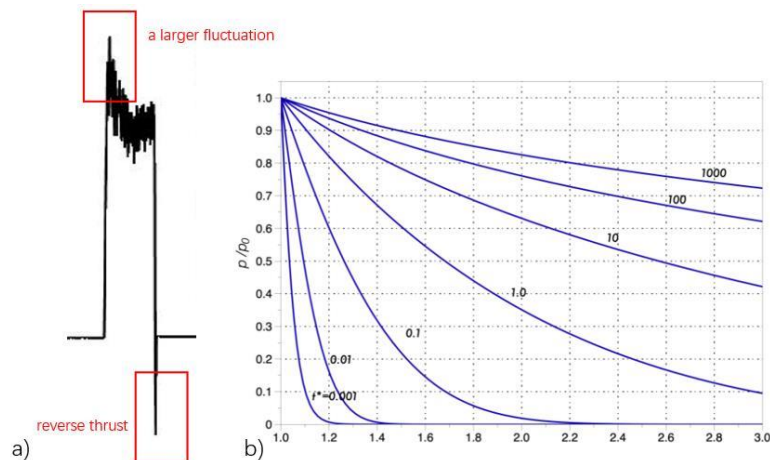 a larger fluctuation
reverse thrust
a)
b)
p/p₀
1.0
0.9
0.8
0.7
0.6
0.5
0.4
0.3
0.2
0.1
0
1000
100
10
1.0
0.1
0.01
t*=0.001
1.0 1.2 1.4 1.6 1.8 2.0 2.2 2.4 2.6 2.8 3.0